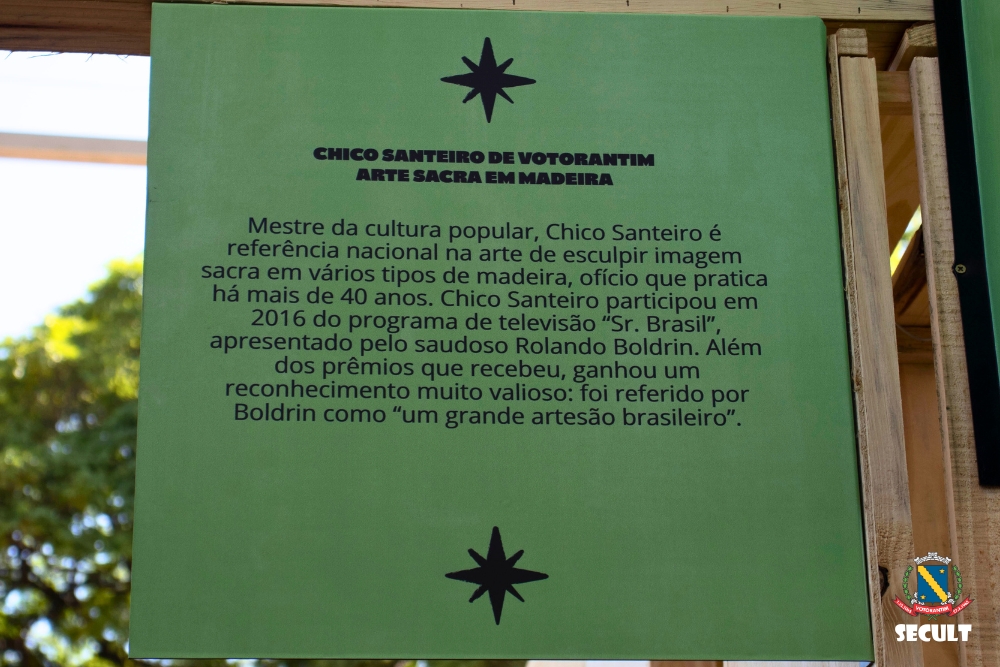 CHICO SANTEIRO DE VOTORANTIM
ARTE SACRA EM MADEIRA
Mestre da cultura popular, Chico Santeiro é
referência nacional na arte de esculpir imagem
sacra em vários tipos de madeira, ofício que pratica
há mais de 40 anos. Chico Santeiro participou em
2016 do programa de televisão “Sr. Brasil”,
apresentado pelo saudoso Rolando Boldrin. Além
dos prêmios que recebeu, ganhou um
reconhecimento muito valioso: foi referido por
Boldrin como “um grande artesão brasileiro”.
VOTORANTIM
SECULT